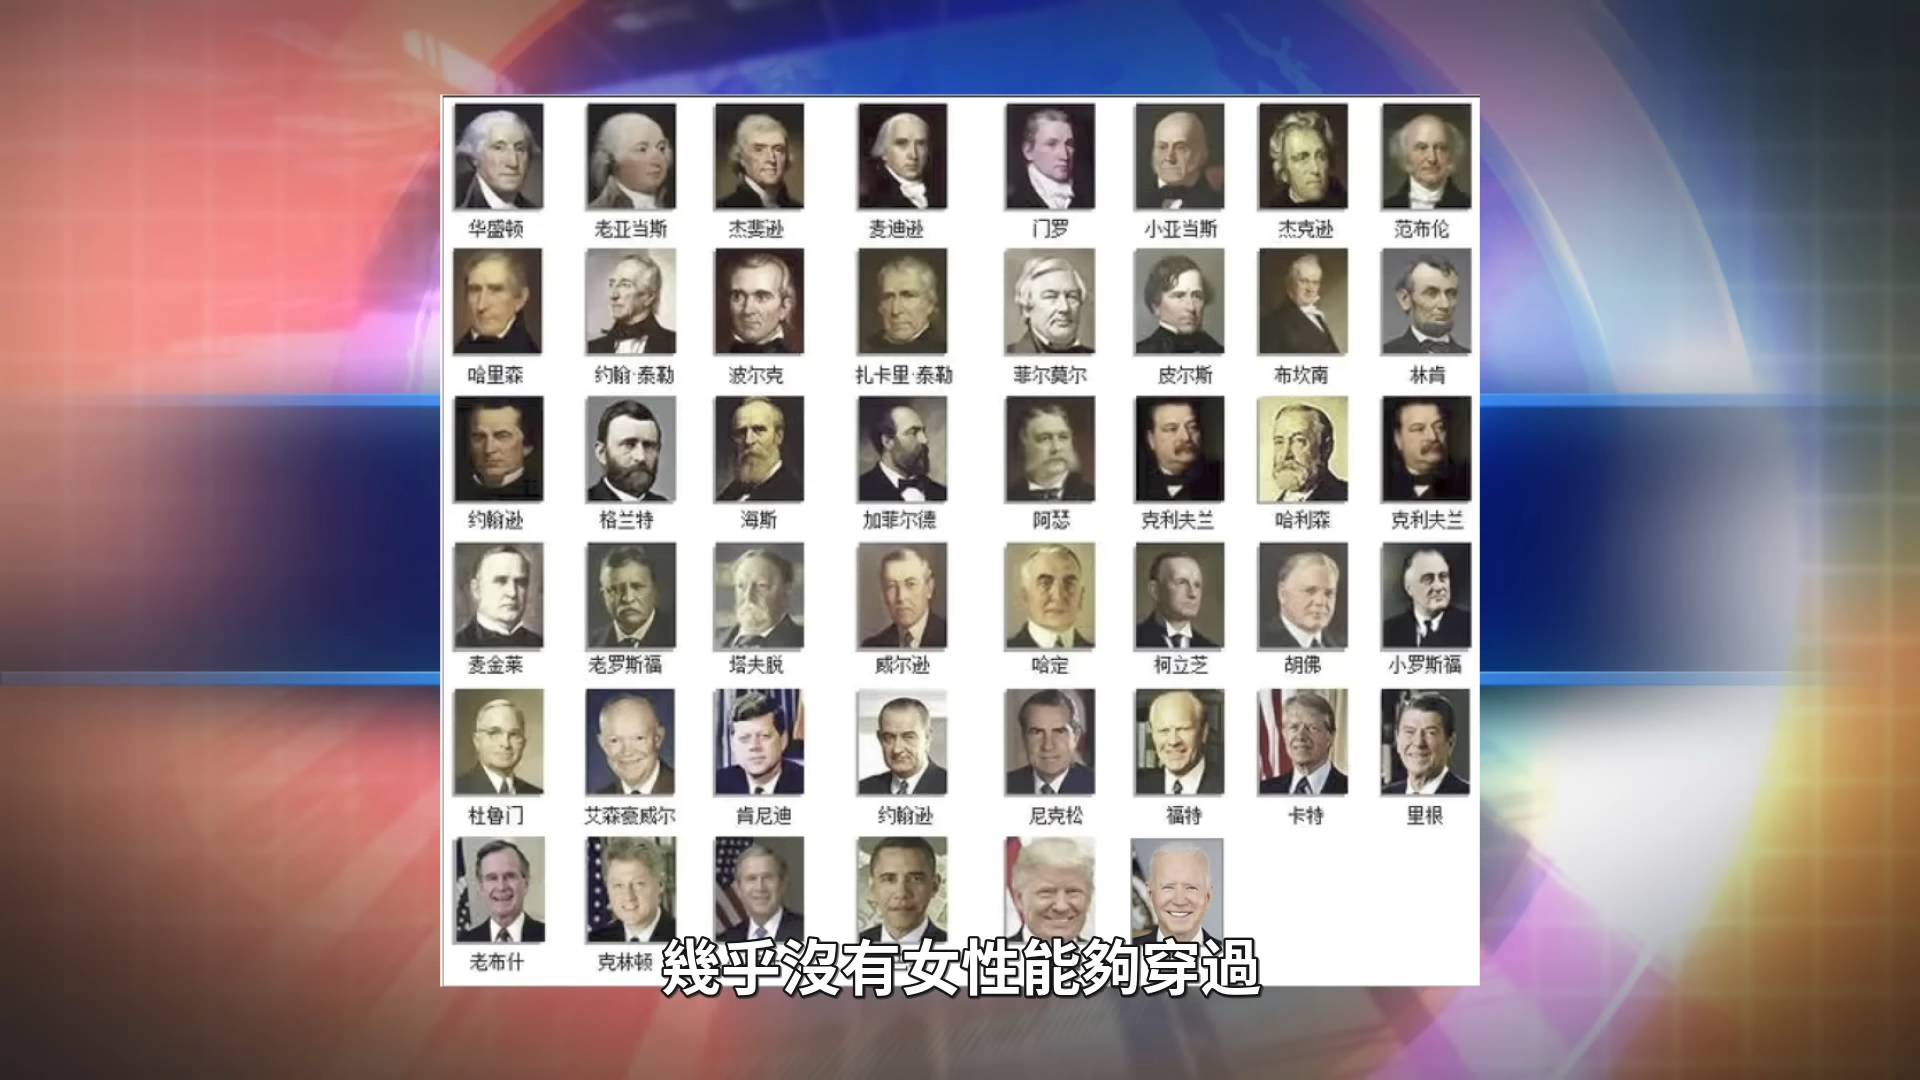 华盛顿 老亚当斯 杰斐逊 麦迪逊 门罗 小亚当斯 杰克逊 范布伦
哈里森 约翰·泰勒 波尔克 扎卡里·泰勒 菲尔莫尔 皮尔斯 布坎南 林肯
约翰逊 格兰特 海斯 加菲尔德 阿瑟 克利夫兰 哈利森 克利夫兰
麦金莱 老罗斯福 塔夫脱 威尔逊 哈定 柯立芝 胡佛 小罗斯福
杜鲁门 艾森豪威尔 肯尼迪 约翰逊 尼克松 福特 卡特 里根
老布什 克林顿
幾乎沒有女性能夠穿過